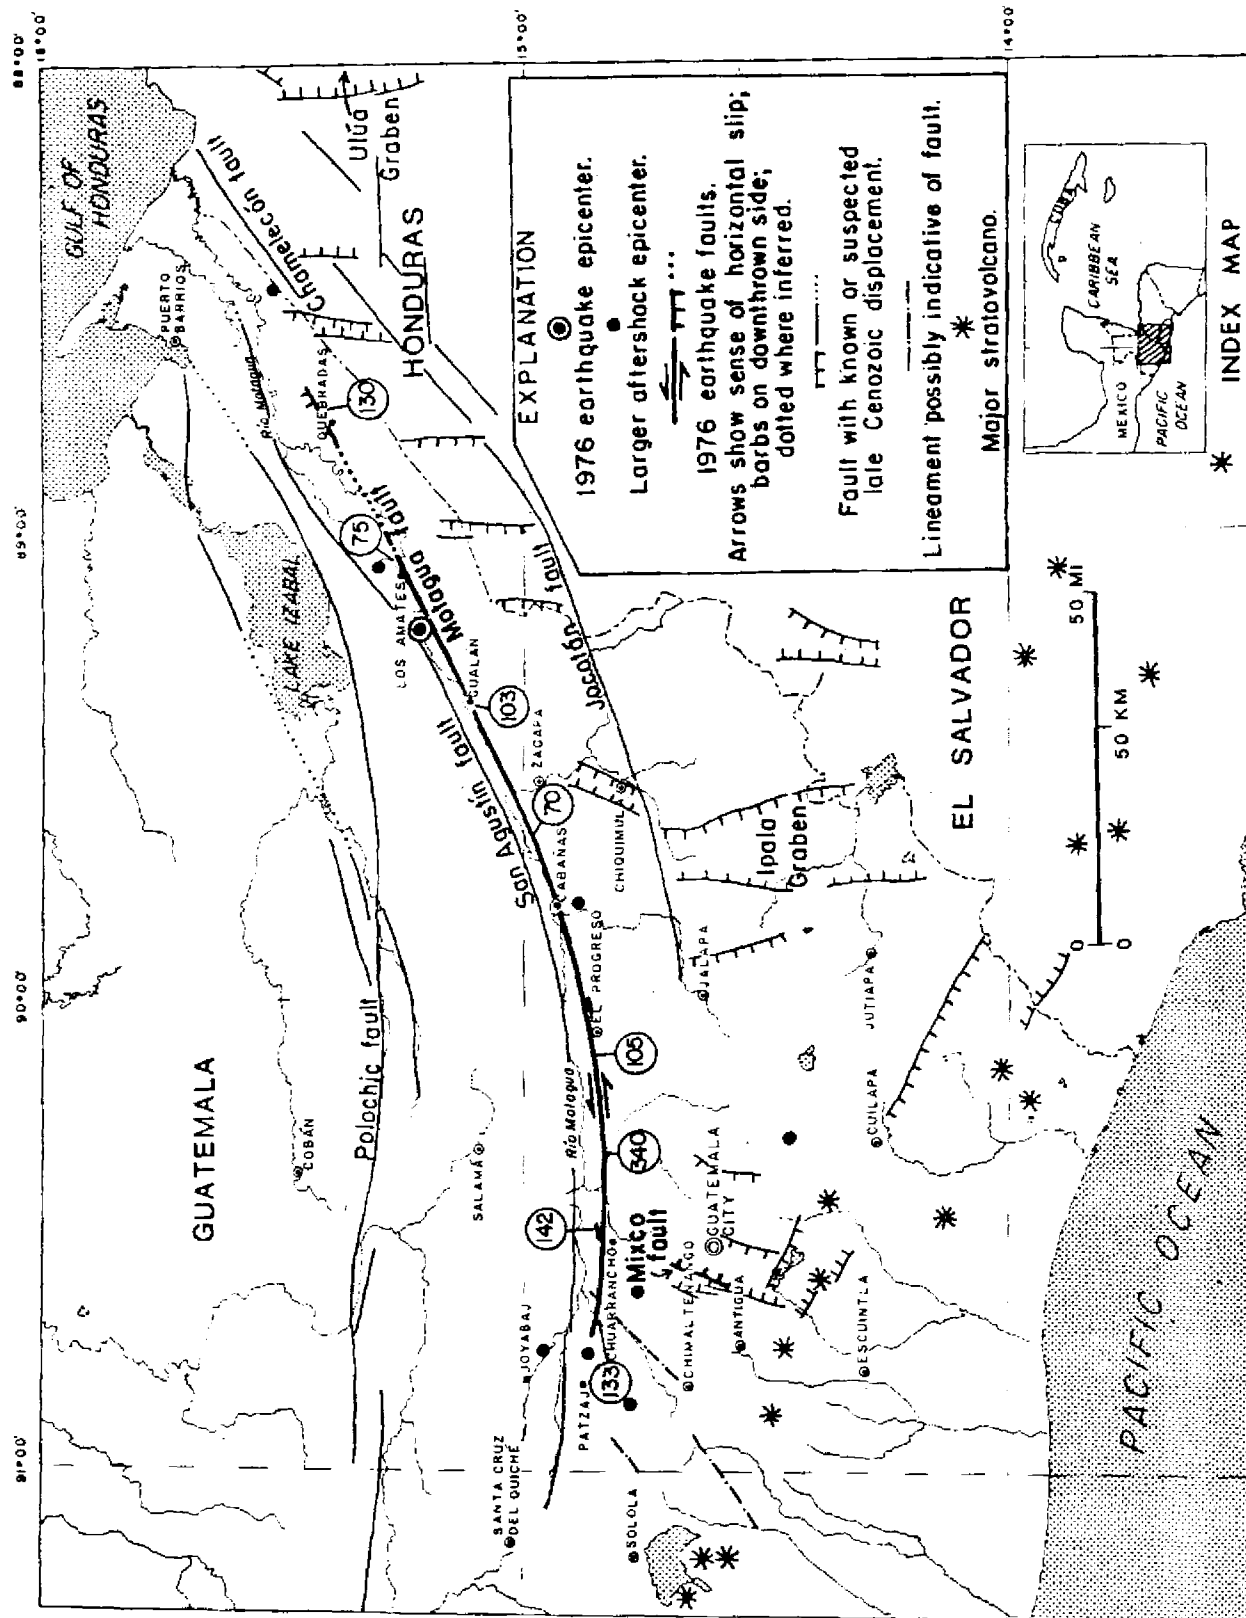 91°00'
90°00'
89°00'
88°00'
16°00'
15°00'
14°00'
GULF OF
HONDURAS
PUERTO
BARRIOS
GUATEMALA
LAKE IZABAL
Río Motagua
Chamelecón fault
Ulúa
Graben
COBÁN
Polochic fault
QUEBRADAS
130
HONDURAS
75
LOS AMATES
Motagua fault
SALAMÁ
San Agustín fault
GUALAN
103
SANTA CRUZ
DEL QUICHÉ
JOYABAJ
142
Río Motagua
CABAÑAS
70
ZACAPA
Jocotán fault
PATZAJ
133
CHUARRANCHO
340
105
EL PROGRESO
CHIQUIMULA
SOLOLA
Mixco
fault
CHIMALTENANGO
GUATEMALA
CITY
JALAPA
Ipala
Graben
ANTIGUA
ESCUINTLA
CUILAPA
JUTIAPA
EL SALVADOR
PACIFIC OCEAN
0
50 MI
0
50 KM
EXPLANATION
1976 earthquake epicenter.
Larger aftershock epicenter.
1976 earthquake faults.
Arrows show sense of horizontal slip;
barbs on downthrown side;
dotted where inferred.
Fault with known or suspected
late Cenozoic displacement.
Lineament possibly indicative of fault.
Major stratovolcano.
MEXICO
CUBA
CARIBBEAN
SEA
PACIFIC
OCEAN
INDEX MAP